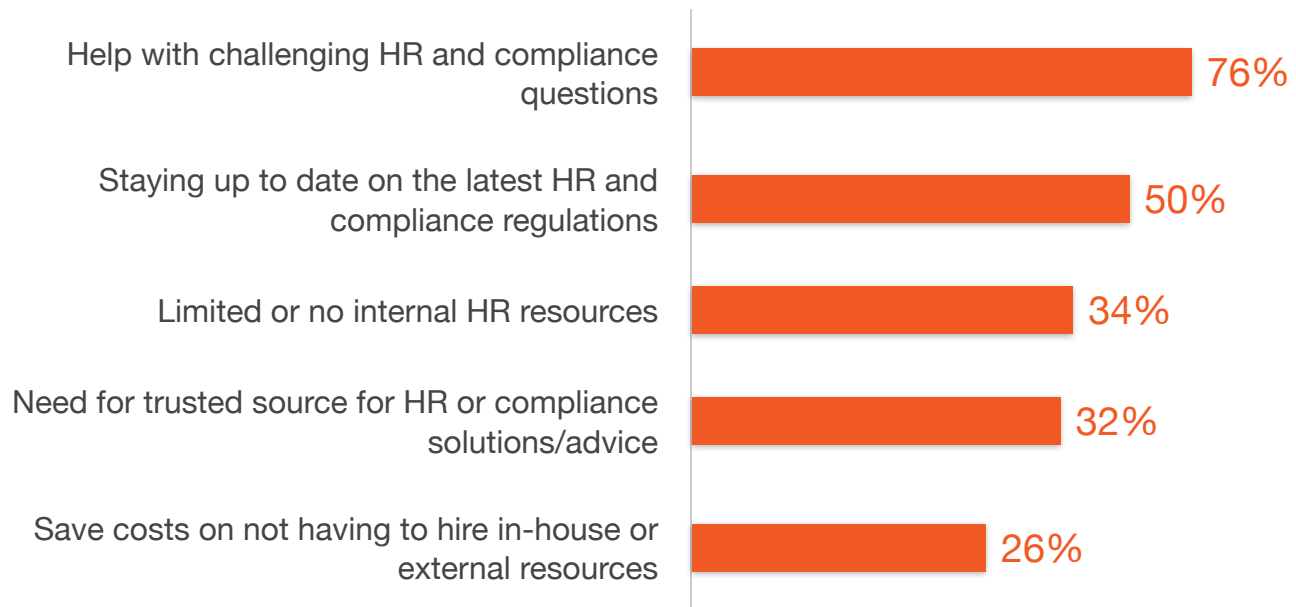 Help with challenging HR and compliance
questions
76%
Staying up to date on the latest HR and
compliance regulations
50%
Limited or no internal HR resources
34%
Need for trusted source for HR or compliance
solutions/advice
32%
Save costs on not having to hire in-house or
external resources
26%